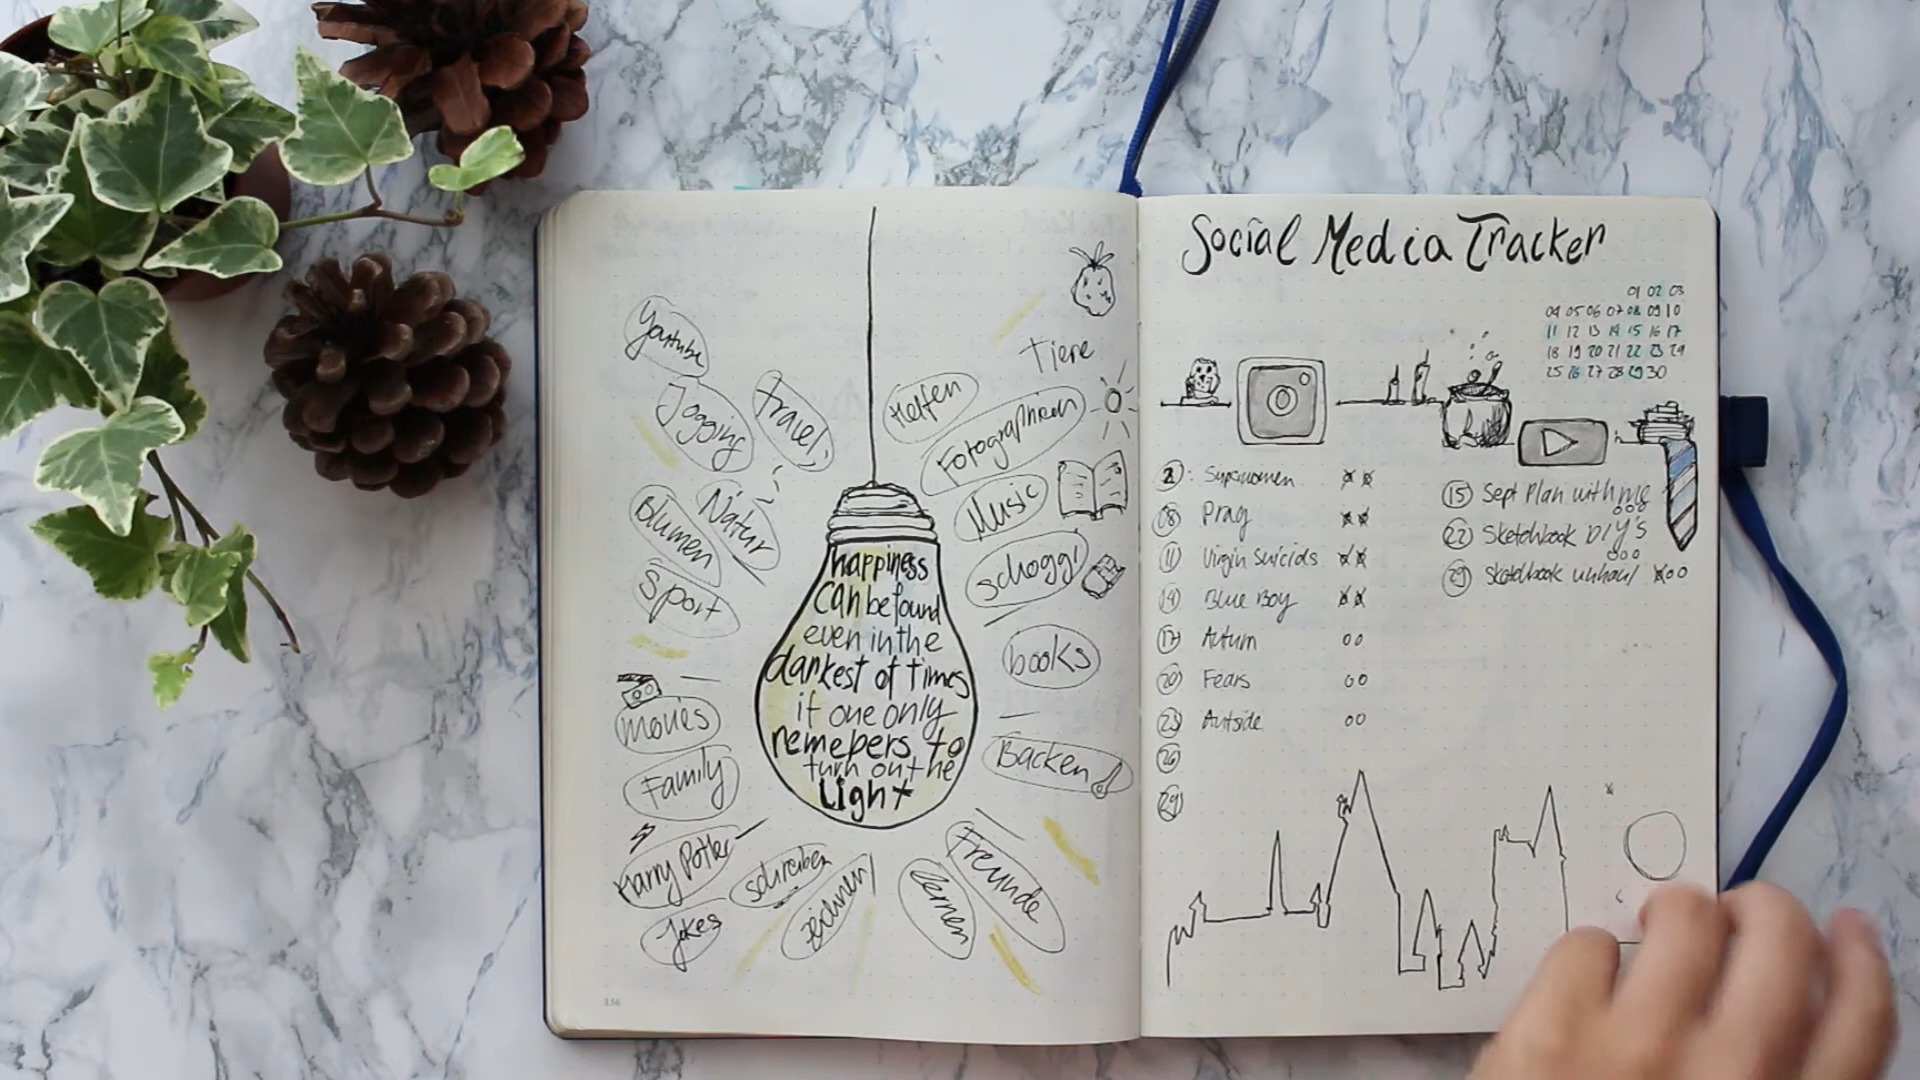 Youtube
Jogging
travel
Natur
Blumen
Sport
movies
Family
Harry Potter
Jokes
schreiben
zeichnen
lernen
Freunde
Backen
books
schoggi
Music
Fotographieren
Helfen
Tiere
happiness
can be found
even in the
darkest of times
if one only
remepers to
turn on the
Light
136
Social Media Tracker
01 02 03
04 05 06 07 08 09 10
11 12 13 14 15 16 17
18 19 20 21 22 23 24
25 26 27 28 29 30
2: Superwomen
08 Prag
11 Virgin Suicids
14 Blue Boy
17 Autum
20 Fears
23 Autside
26
29
15 Sept Plan with me
22 Sketchbook DIY's
29 Sketchbook unhaul